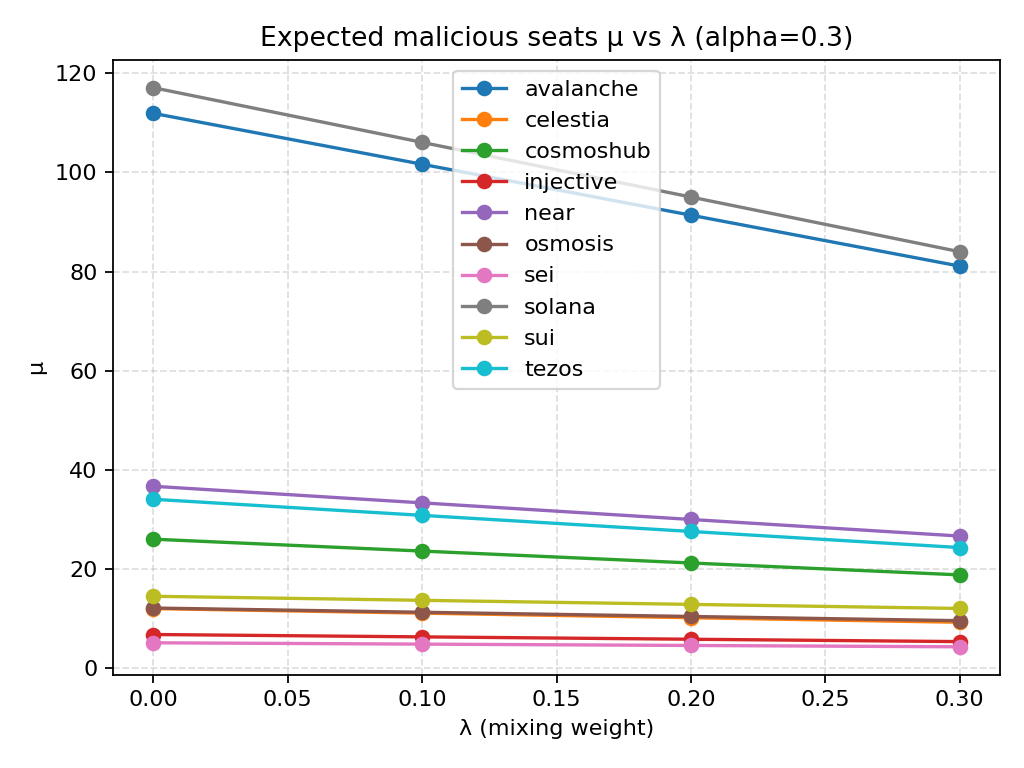 Expected malicious seats μ vs λ (alpha=0.3)
120
100
80
60
40
20
0
μ
avalanche
celestia
cosmoshub
injective
near
osmosis
sei
solana
sui
tezos
0.00 0.05 0.10 0.15 0.20 0.25 0.30
λ (mixing weight)